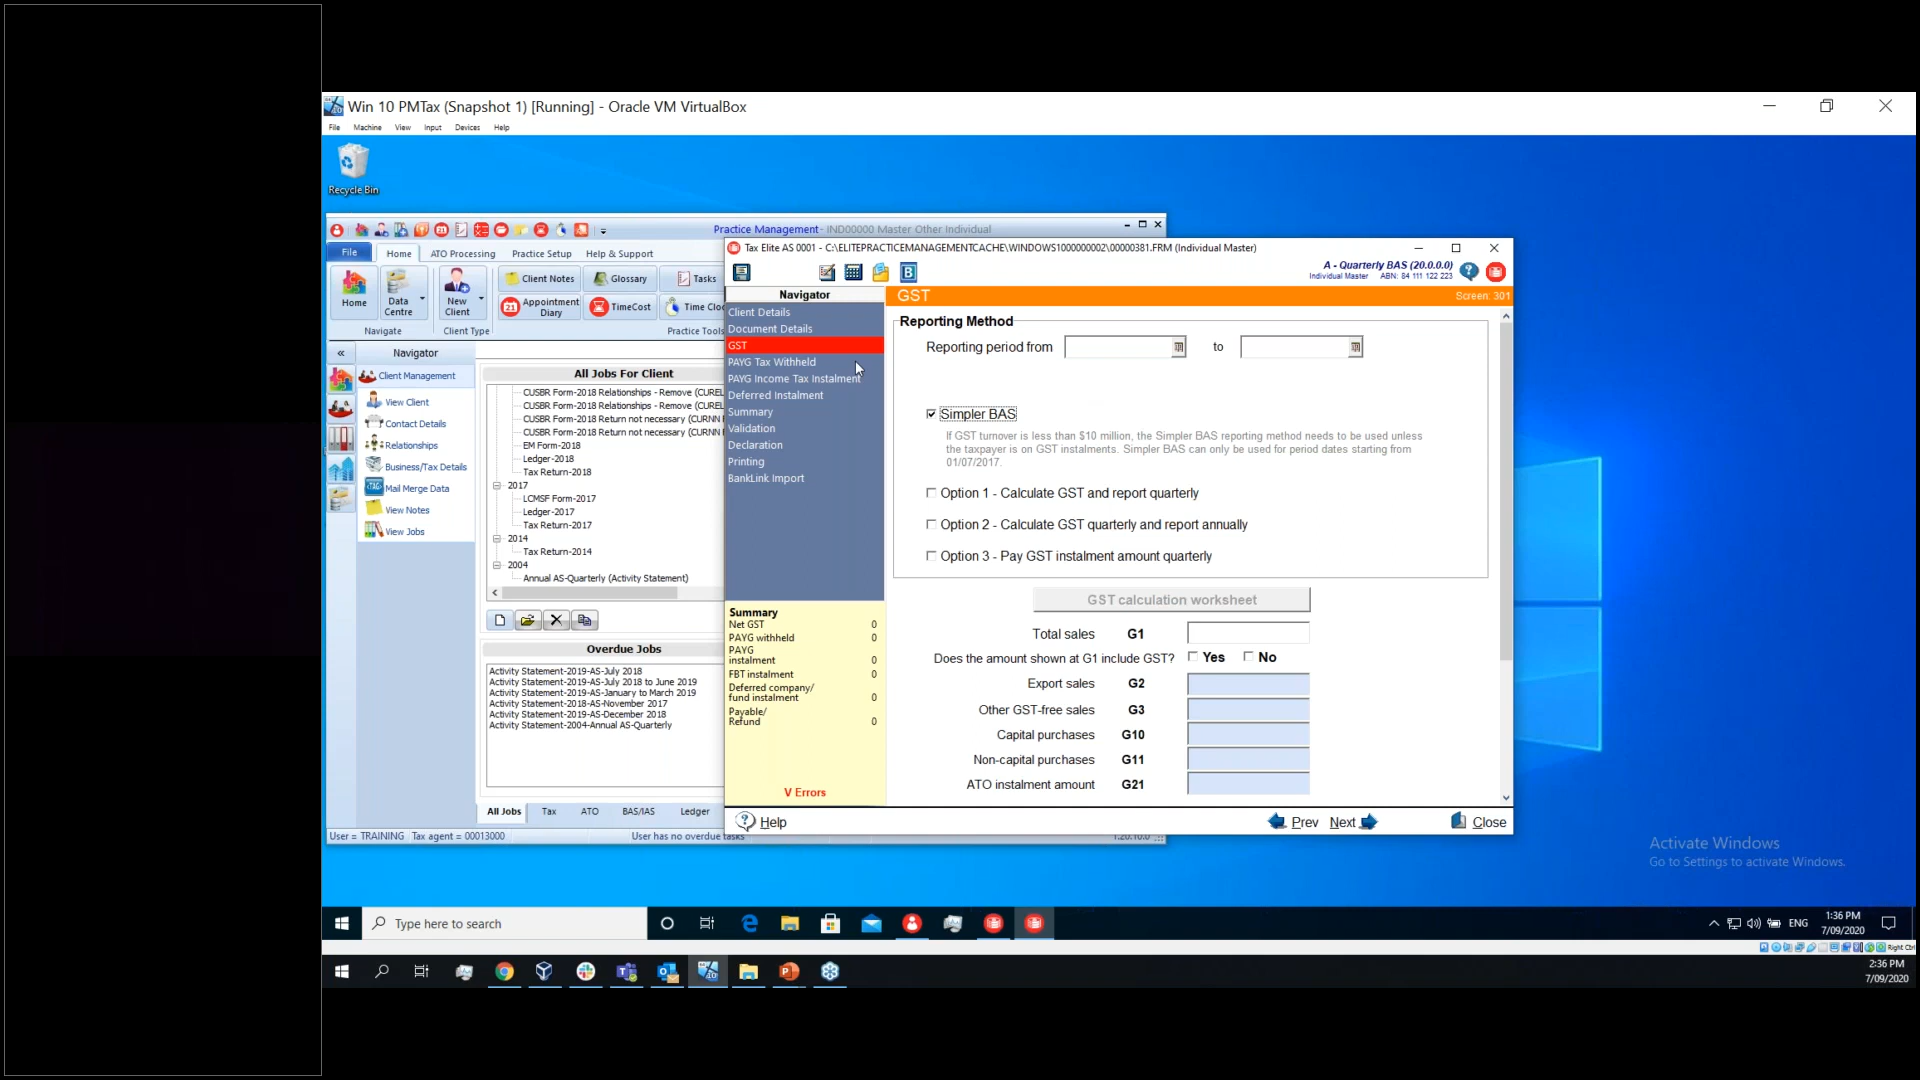 Win 10 PMTax (Snapshot 1) [Running] - Oracle VM VirtualBox
File Machine View Input Devices Help
Recycle Bin
Practice Management - IND00000 Master Other Individual
File Home ATO Processing Practice Setup Help & Support
Home
Data Centre
New Client
Client Notes Glossary Tasks
Appointment Diary TimeCost Time Cloc
Navigate Client Type Practice Tools
« Navigator
Client Management
View Client
Contact Details
Relationships
Business/Tax Details
Mail Merge Data
View Notes
View Jobs
All Jobs For Client
CUSBR Form-2018 Relationships - Remove (CUREL
CUSBR Form-2018 Relationships - Remove (CUREL
CUSBR Form-2018 Return not necessary (CURNN F
CUSBR Form-2018 Return not necessary (CURNN F
EM Form-2018
Ledger-2018
Tax Return-2018
2017
LCMSF Form-2017
Ledger-2017
Tax Return-2017
2014
Tax Return-2014
2004
Annual AS-Quarterly (Activity Statement)
Overdue Jobs
Activity Statement-2019-AS-July 2018
Activity Statement-2019-AS-July 2018 to June 2019
Activity Statement-2019-AS-January to March 2019
Activity Statement-2018-AS-November 2017
Activity Statement-2019-AS-December 2018
Activity Statement-2004-Annual AS-Quarterly
All Jobs Tax ATO BAS/IAS Ledger
User = TRAINING Tax agent = 00013000 User has no overdue tasks
Tax Elite AS 0001 - C:\ELITEPRACTICEMANAGEMENTCACHE\WINDOWS1000000002\00000381.FRM (Individual Master)
A - Quarterly BAS (20.0.0.0)
Individual Master ABN: 84 111 122 223
Navigator
Client Details
Document Details
GST
PAYG Tax Withheld
PAYG Income Tax Instalment
Deferred Instalment
Summary
Validation
Declaration
Printing
BankLink Import
Summary
Net GST 0
PAYG withheld 0
PAYG
instalment 0
FBT instalment 0
Deferred company/
fund instalment 0
Payable/
Refund 0
V Errors
GST Screen: 301
Reporting Method
Reporting period from to
Simpler BAS
If GST turnover is less than $10 million, the Simpler BAS reporting method needs to be used unless
the taxpayer is on GST instalments. Simpler BAS can only be used for period dates starting from
01/07/2017.
Option 1 - Calculate GST and report quarterly
Option 2 - Calculate GST quarterly and report annually
Option 3 - Pay GST instalment amount quarterly
GST calculation worksheet
Total sales G1
Does the amount shown at G1 include GST? Yes No
Export sales G2
Other GST-free sales G3
Capital purchases G10
Non-capital purchases G11
ATO instalment amount G21
Help Prev Next Close
Activate Windows
Go to Settings to activate Windows.
Type here to search
ENG
1:36 PM
7/09/2020
Right Ctrl
2:36 PM
7/09/2020